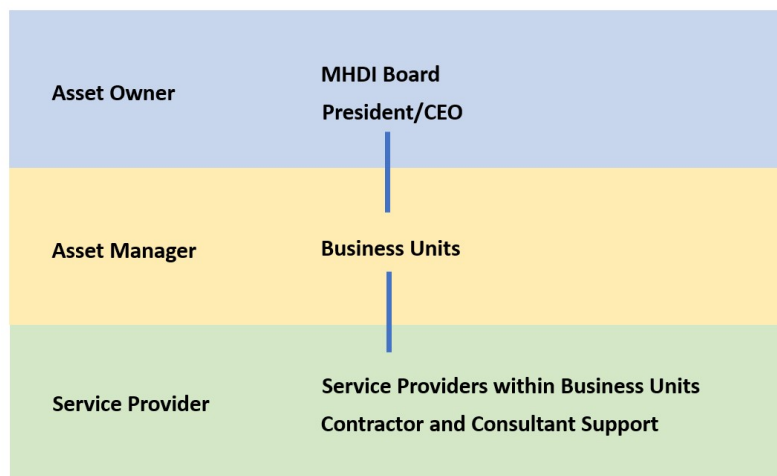 Asset Owner
MHDI Board
President/CEO
Asset Manager
Business Units
Service Provider
Service Providers within Business Units
Contractor and Consultant Support